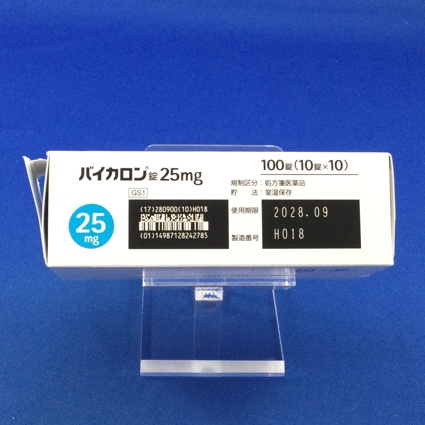 バイカロン®錠25mg
100錠(10錠×10)
GS1
規制区分:処方箋医薬品
貯 法:室温保存
25
mg
(17)280900(10)H018
(01)14987128242785
使用期限
2028.09
製造番号
H018